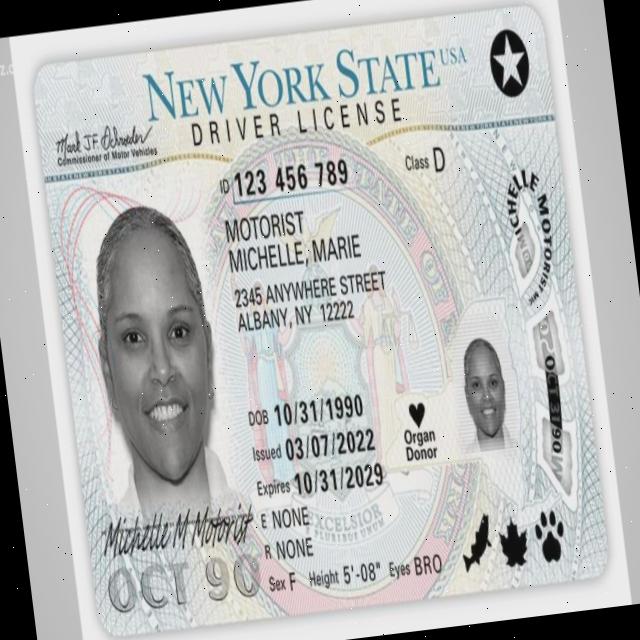 NEW YORK STATE USA
DRIVER LICENSE
Mark J.F. Schroeder
Commissioner of Motor Vehicles
ID 123 456 789
Class D
MOTORIST
MICHELLE, MARIE
2345 ANYWHERE STREET
ALBANY, NY 12222
DOB 10/31/1990
Issued 03/07/2022
Expires 10/31/2029
Organ
Donor
E NONE
R NONE
Sex F Height 5'-08" Eyes BRO
Michelle M Motorist
OCT 90
EXCELSIOR
PLURIBUS UNUM
MICHELLE MOTORIST